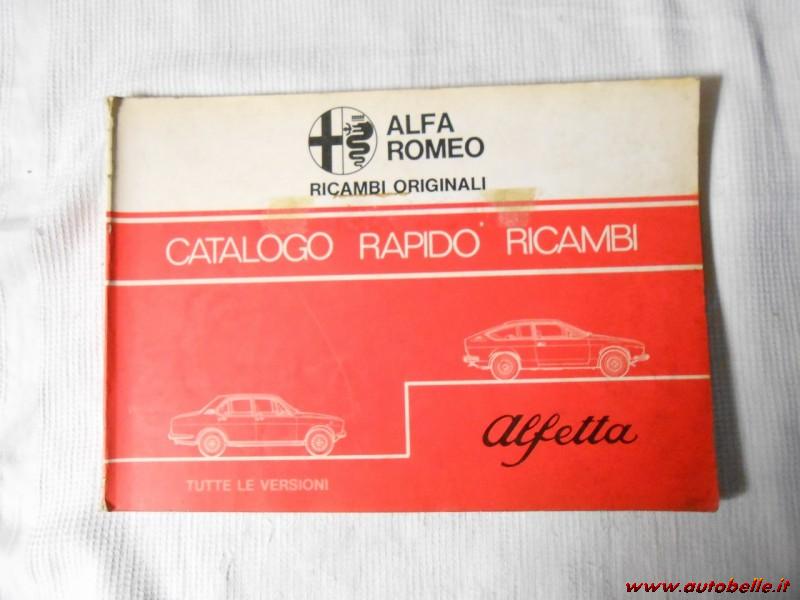 ALFA
ROMEO
RICAMBI ORIGINALI
CATALOGO RAPIDO RICAMBI
alfetta
TUTTE LE VERSIONI
www.autobelle.it